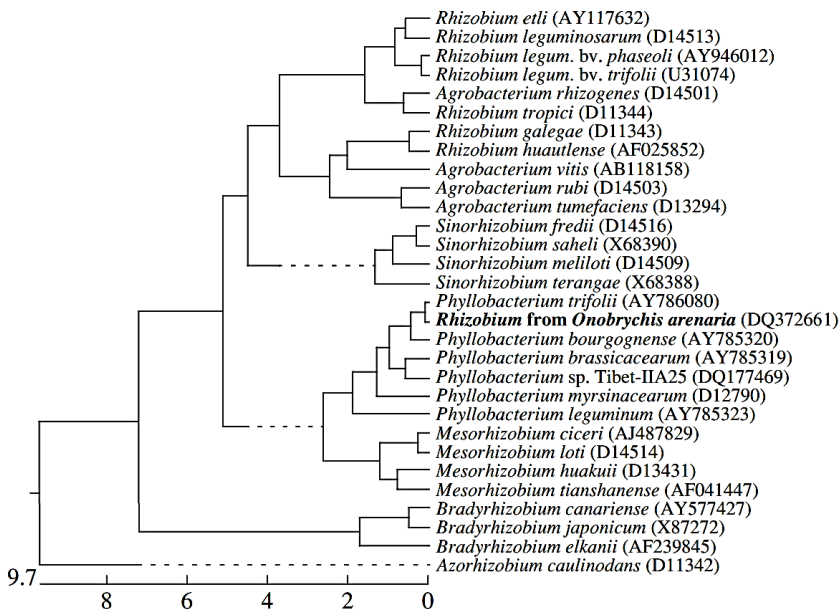 Rhizobium etli (AY117632)
Rhizobium leguminosarum (D14513)
Rhizobium legum. bv. phaseoli (AY946012)
Rhizobium legum. bv. trifolii (U31074)
Agrobacterium rhizogenes (D14501)
Rhizobium tropici (D11344)
Rhizobium galegae (D11343)
Rhizobium huautlense (AF025852)
Agrobacterium vitis (AB118158)
Agrobacterium rubi (D14503)
Agrobacterium tumefaciens (D13294)
Sinorhizobium fredii (D14516)
Sinorhizobium saheli (X68390)
Sinorhizobium meliloti (D14509)
Sinorhizobium terangae (X68388)
Phyllobacterium trifolii (AY786080)
Rhizobium from Onobrychis arenaria (DQ372661)
Phyllobacterium bourgognense (AY785320)
Phyllobacterium brassicacearum (AY785319)
Phyllobacterium sp. Tibet-IIA25 (DQ177469)
Phyllobacterium myrsinacearum (D12790)
Phyllobacterium leguminum (AY785323)
Mesorhizobium ciceri (AJ487829)
Mesorhizobium loti (D14514)
Mesorhizobium huakuii (D13431)
Mesorhizobium tianshanense (AF041447)
Bradyrhizobium canariense (AY577427)
Bradyrhizobium japonicum (X87272)
Bradyrhizobium elkanii (AF239845)
Azorhizobium caulinodans (D11342)
9.7
8 6 4 2 0